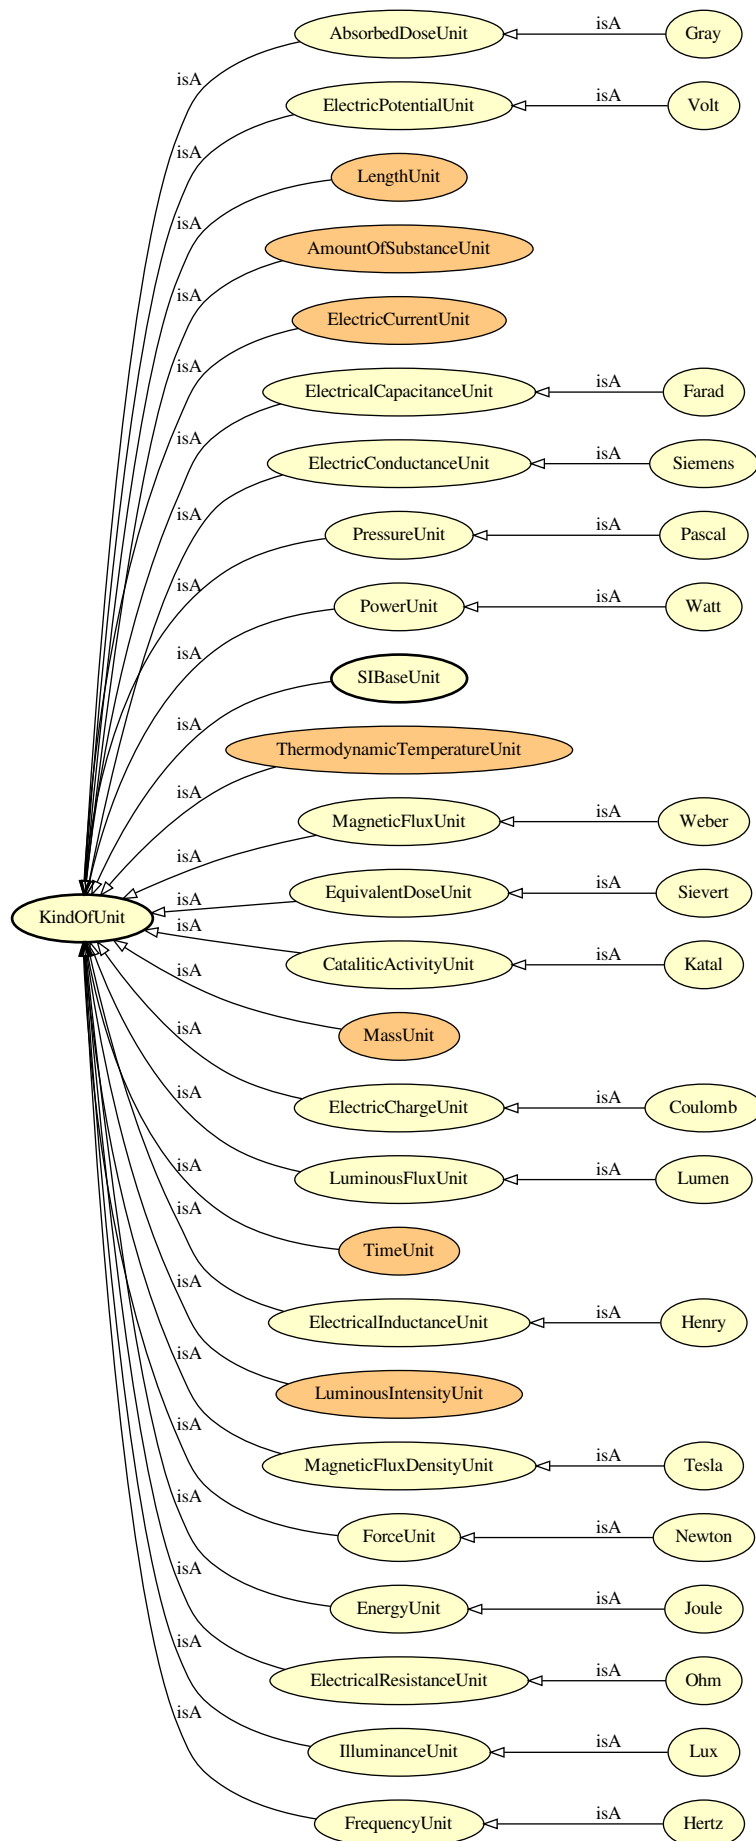 AbsorbedDoseUnit isA Gray
isA
ElectricPotentialUnit isA Volt
isA
LengthUnit
isA
AmountOfSubstanceUnit
isA
ElectricCurrentUnit
isA
ElectricalCapacitanceUnit isA Farad
isA
ElectricConductanceUnit isA Siemens
isA
PressureUnit isA Pascal
isA
PowerUnit isA Watt
isA
SIBaseUnit
isA
ThermodynamicTemperatureUnit
isA
MagneticFluxUnit isA Weber
isA
EquivalentDoseUnit isA Sievert
isA
KindOfUnit
isA
CataliticActivityUnit isA Katal
isA
MassUnit
isA
ElectricChargeUnit isA Coulomb
isA
LuminousFluxUnit isA Lumen
isA
TimeUnit
isA
ElectricalInductanceUnit isA Henry
isA
LuminousIntensityUnit
isA
MagneticFluxDensityUnit isA Tesla
isA
ForceUnit isA Newton
isA
EnergyUnit isA Joule
isA
ElectricalResistanceUnit isA Ohm
isA
IlluminanceUnit isA Lux
FrequencyUnit isA Hertz